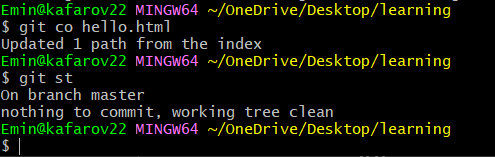 Emin@kafarov22 MINGW64 ~/OneDrive/Desktop/learning
$ git co hello.html
Updated 1 path from the index
Emin@kafarov22 MINGW64 ~/OneDrive/Desktop/learning
$ git st
On branch master
nothing to commit, working tree clean
Emin@kafarov22 MINGW64 ~/OneDrive/Desktop/learning
$